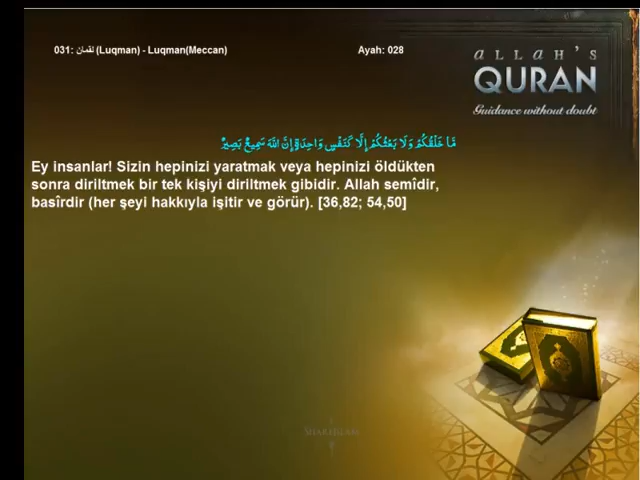 031: لقمان (Luqman) - Luqman(Meccan) Ayah: 028
ALLAH'S
QURAN
Guidance without doubt
مَّا خَلْقُكُمْ وَلَا بَعْثُكُمْ إِلَّا كَنَفْسٍ وَاحِدَةٍ إِنَّ اللَّهَ سَمِيعٌ بَصِيرٌ
Ey insanlar! Sizin hepinizi yaratmak veya hepinizi öldükten
sonra diriltmek bir tek kişiyi diriltmek gibidir. Allah semîdir,
basîrdir (her şeyi hakkıyla işitir ve görür). [36,82; 54,50]